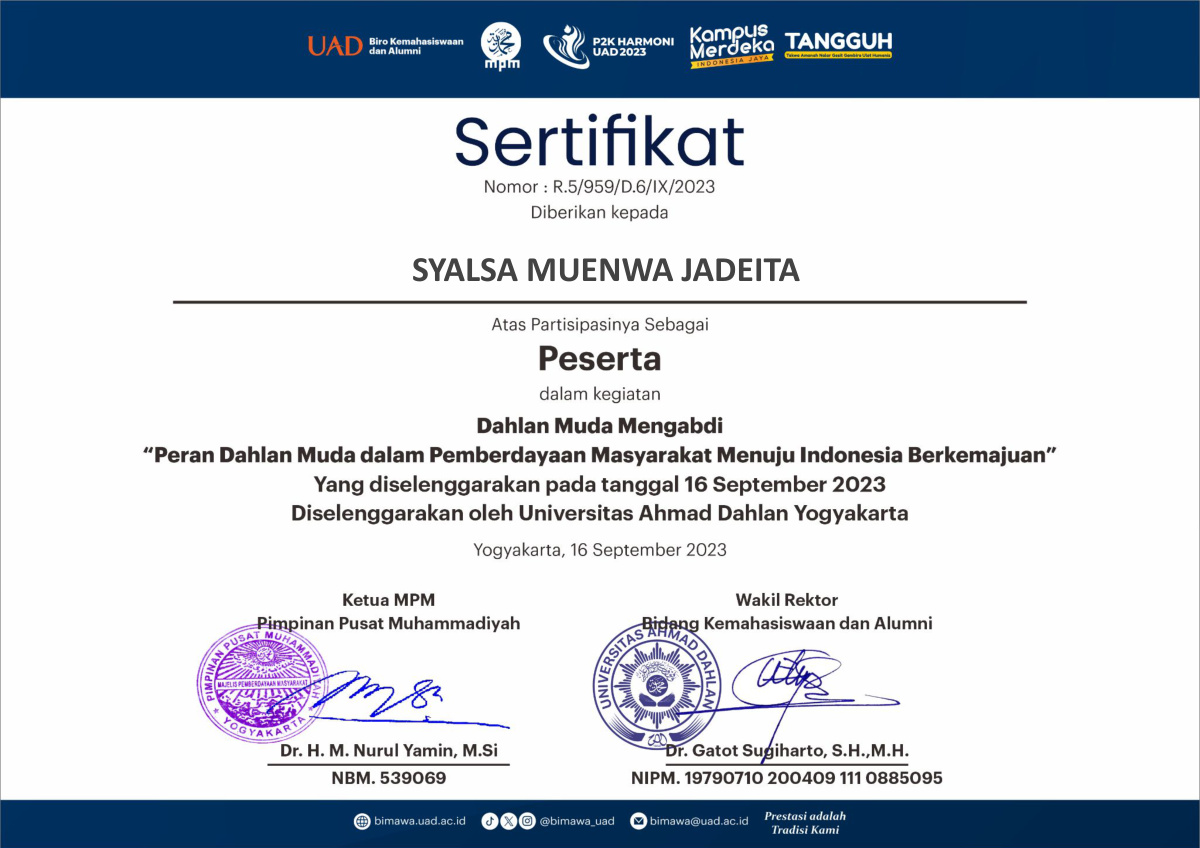 UAD Biro Kemahasiswaan dan Alumni
mpm
P2K HARMONI UAD 2023
Kampus Merdeka INDONESIA JAYA
TANGGUH
Sertifikat
Nomor : R.5/959/D.6/IX/2023
Diberikan kepada
SYALSA MUENWA JADEITA
Atas Partisipasinya Sebagai
Peserta
dalam kegiatan
Dahlan Muda Mengabdi
“Peran Dahlan Muda dalam Pemberdayaan Masyarakat Menuju Indonesia Berkemajuan”
Yang diselenggarakan pada tanggal 16 September 2023
Diselenggarakan oleh Universitas Ahmad Dahlan Yogyakarta
Yogyakarta, 16 September 2023
Ketua MPM
Pimpinan Pusat Muhammadiyah
PIMPINAN PUSAT MUHAMMADIYAH
MAJELIS PEMBERDAYAAN MASYARAKAT
YOGYAKARTA
Dr. H. M. Nurul Yamin, M.Si
NBM. 539069
Wakil Rektor
Bidang Kemahasiswaan dan Alumni
UNIVERSITAS AHMAD DAHLAN
Dr. Gatot Sugiharto, S.H.,M.H.
NIPM. 19790710 200409 111 0885095
bimawa.uad.ac.id
@bimawa_uad
bimawa@uad.ac.id
Prestasi adalah
Tradisi Kami